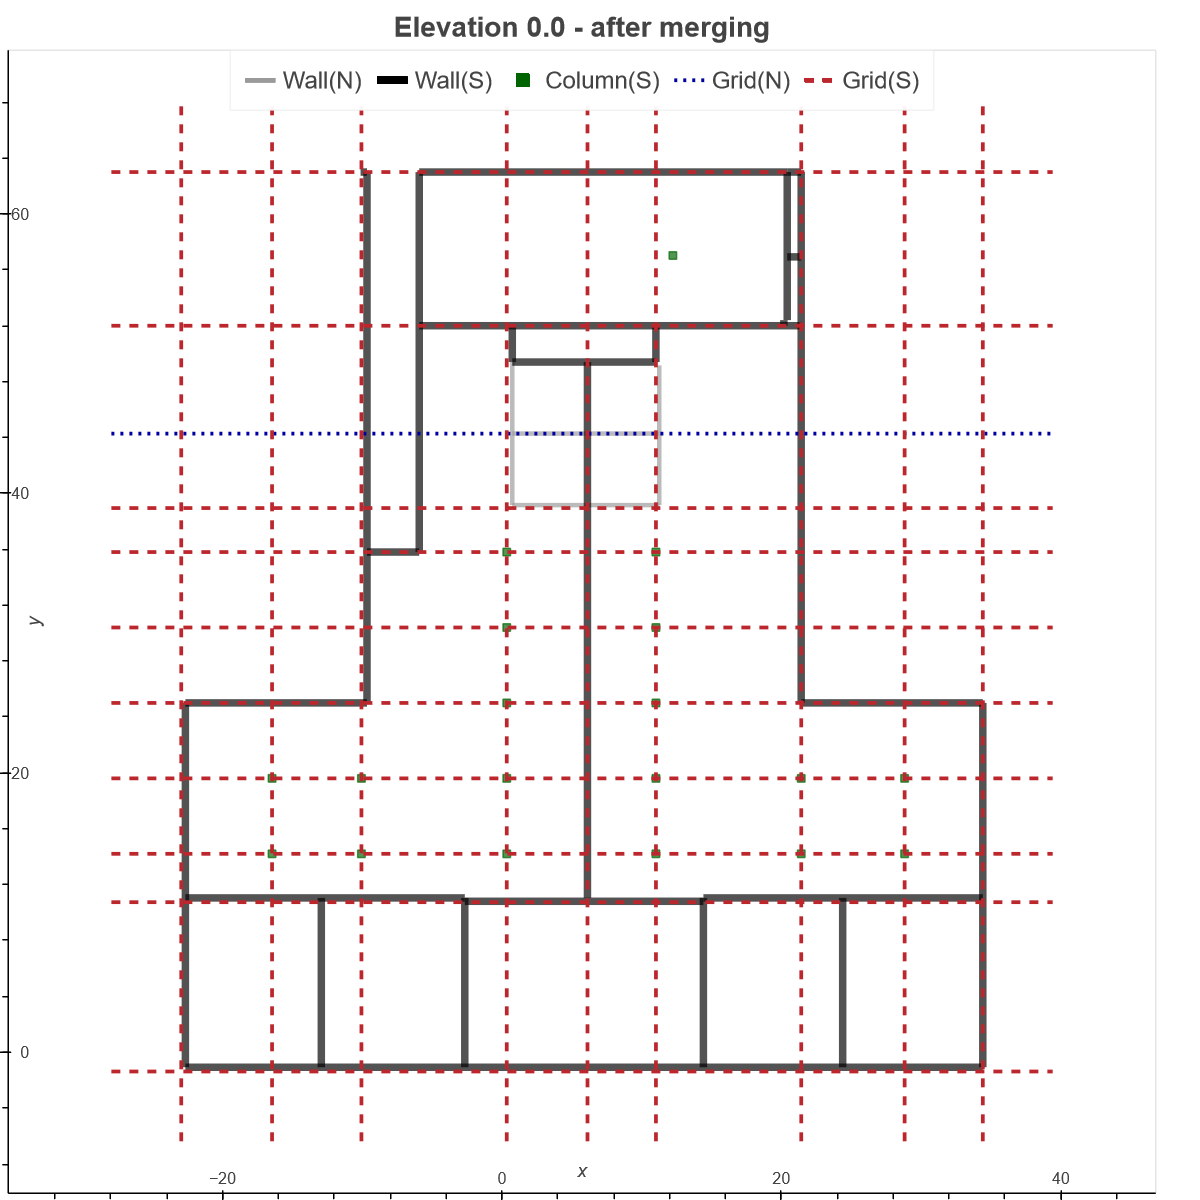 Elevation 0.0 - after merging
Wall(N) Wall(S) Column(S) Grid(N) Grid(S)
60
40
20
0
y
−20 0 20 40
x